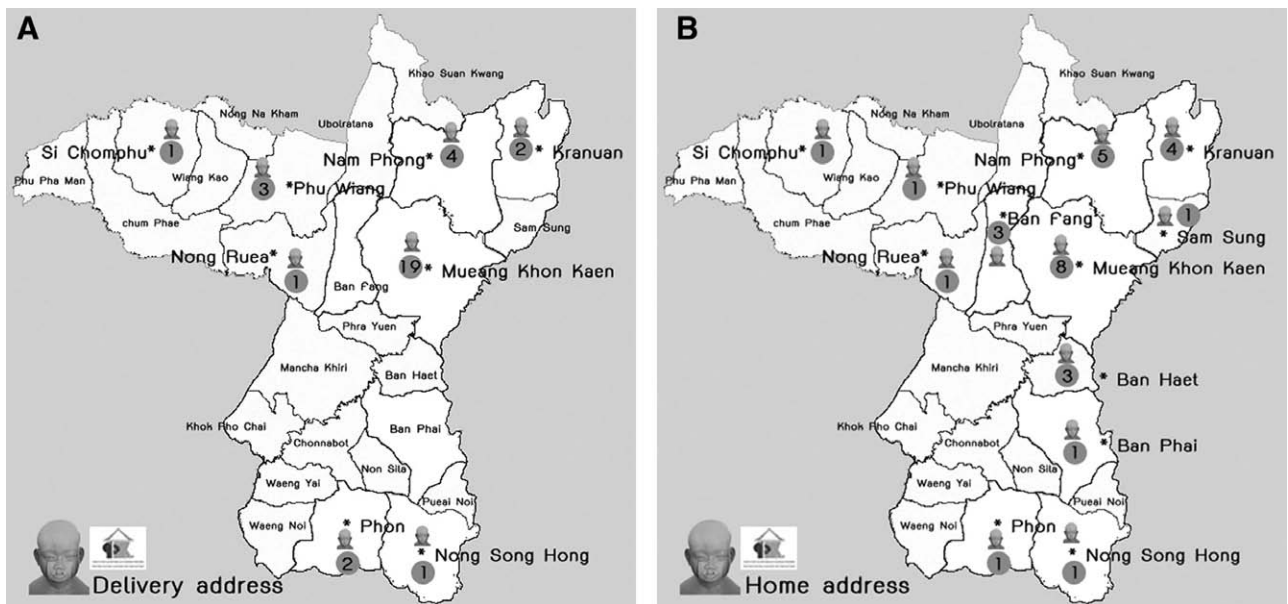 A
Khao Suan Kwang
Nong Na Kham
Ubolratana
Si Chomphu* 1
Nam Phong* 4
2 * Kranuan
Phu Pha Man
Wiang Kao
3 *Phu Wiang
chum Phae
Sam Sung
Nong Ruea* 1
19 * Mueang Khon Kaen
Ban Fang
Phra Yuen
Mancha Khiri
Ban Haet
Khok Pho Chai
Ban Phai
Chonnabot
Non Sila
Waeng Yai
Pueai Noi
Waeng Noi
* Phon
2
* Nong Song Hong
1
Delivery address
B
Khao Suan Kwang
Nong Na Kham
Ubolratana
Si Chomphu* 1
Nam Phong* 5
4 * Kranuan
Phu Pha Man
Wiang Kao
1 *Phu Wiang
chum Phae
*Ban Fang
3
1
* Sam Sung
Nong Ruea* 1
8 * Mueang Khon Kaen
Phra Yuen
Mancha Khiri
3 * Ban Haet
Khok Pho Chai
Chonnabot
1 * Ban Phai
Non Sila
Waeng Yai
Pueai Noi
Waeng Noi
* Phon
1
* Nong Song Hong
1
Home address